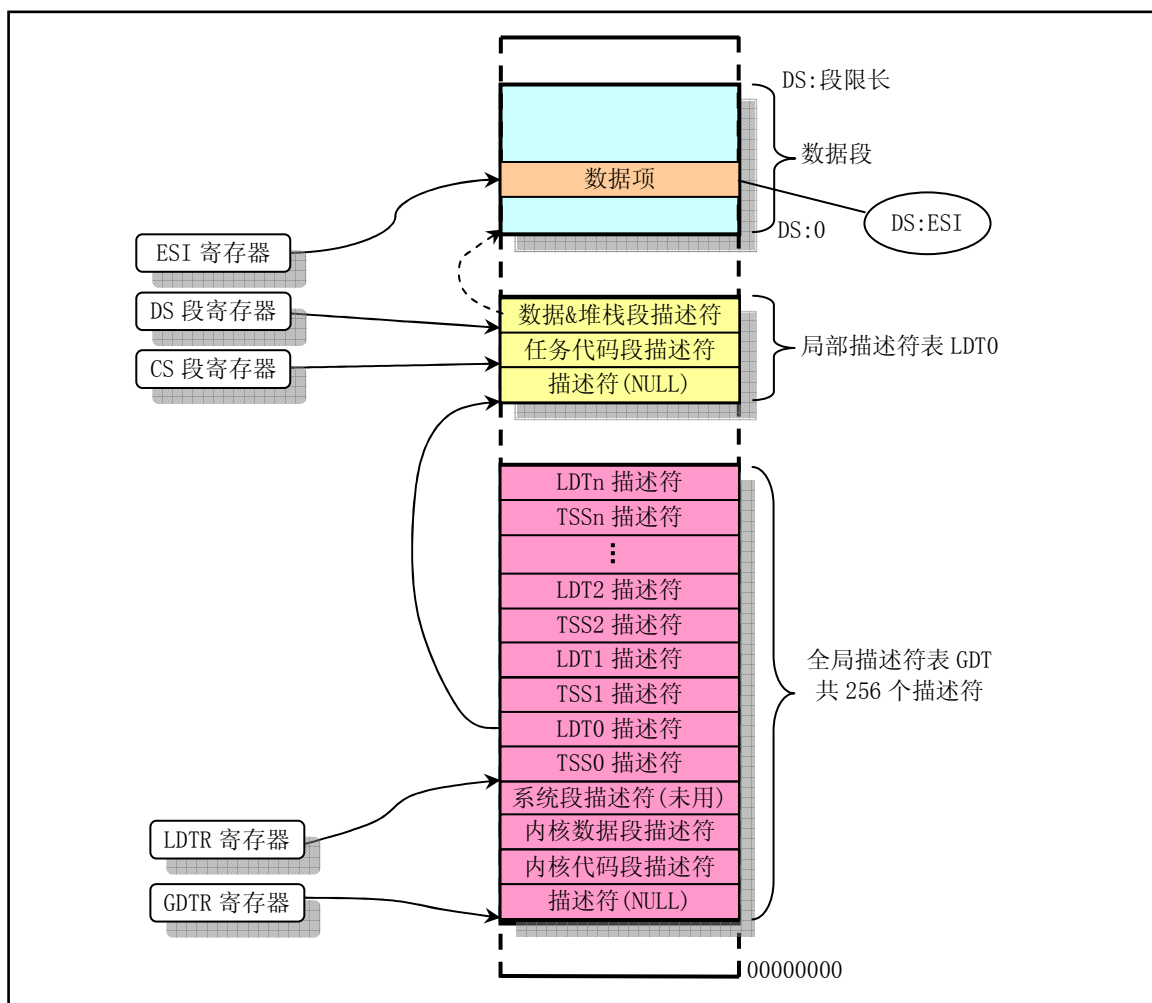 DS:段限长
数据段
数据项
DS:0
DS:ESI
ESI 寄存器
DS 段寄存器
CS 段寄存器
数据&堆栈段描述符
任务代码段描述符
描述符(NULL)
局部描述符表 LDT0
LDTn 描述符
TSSn 描述符
⋮
LDT2 描述符
TSS2 描述符
LDT1 描述符
TSS1 描述符
LDT0 描述符
TSS0 描述符
系统段描述符(未用)
内核数据段描述符
内核代码段描述符
描述符(NULL)
全局描述符表 GDT
共 256 个描述符
LDTR 寄存器
GDTR 寄存器
00000000